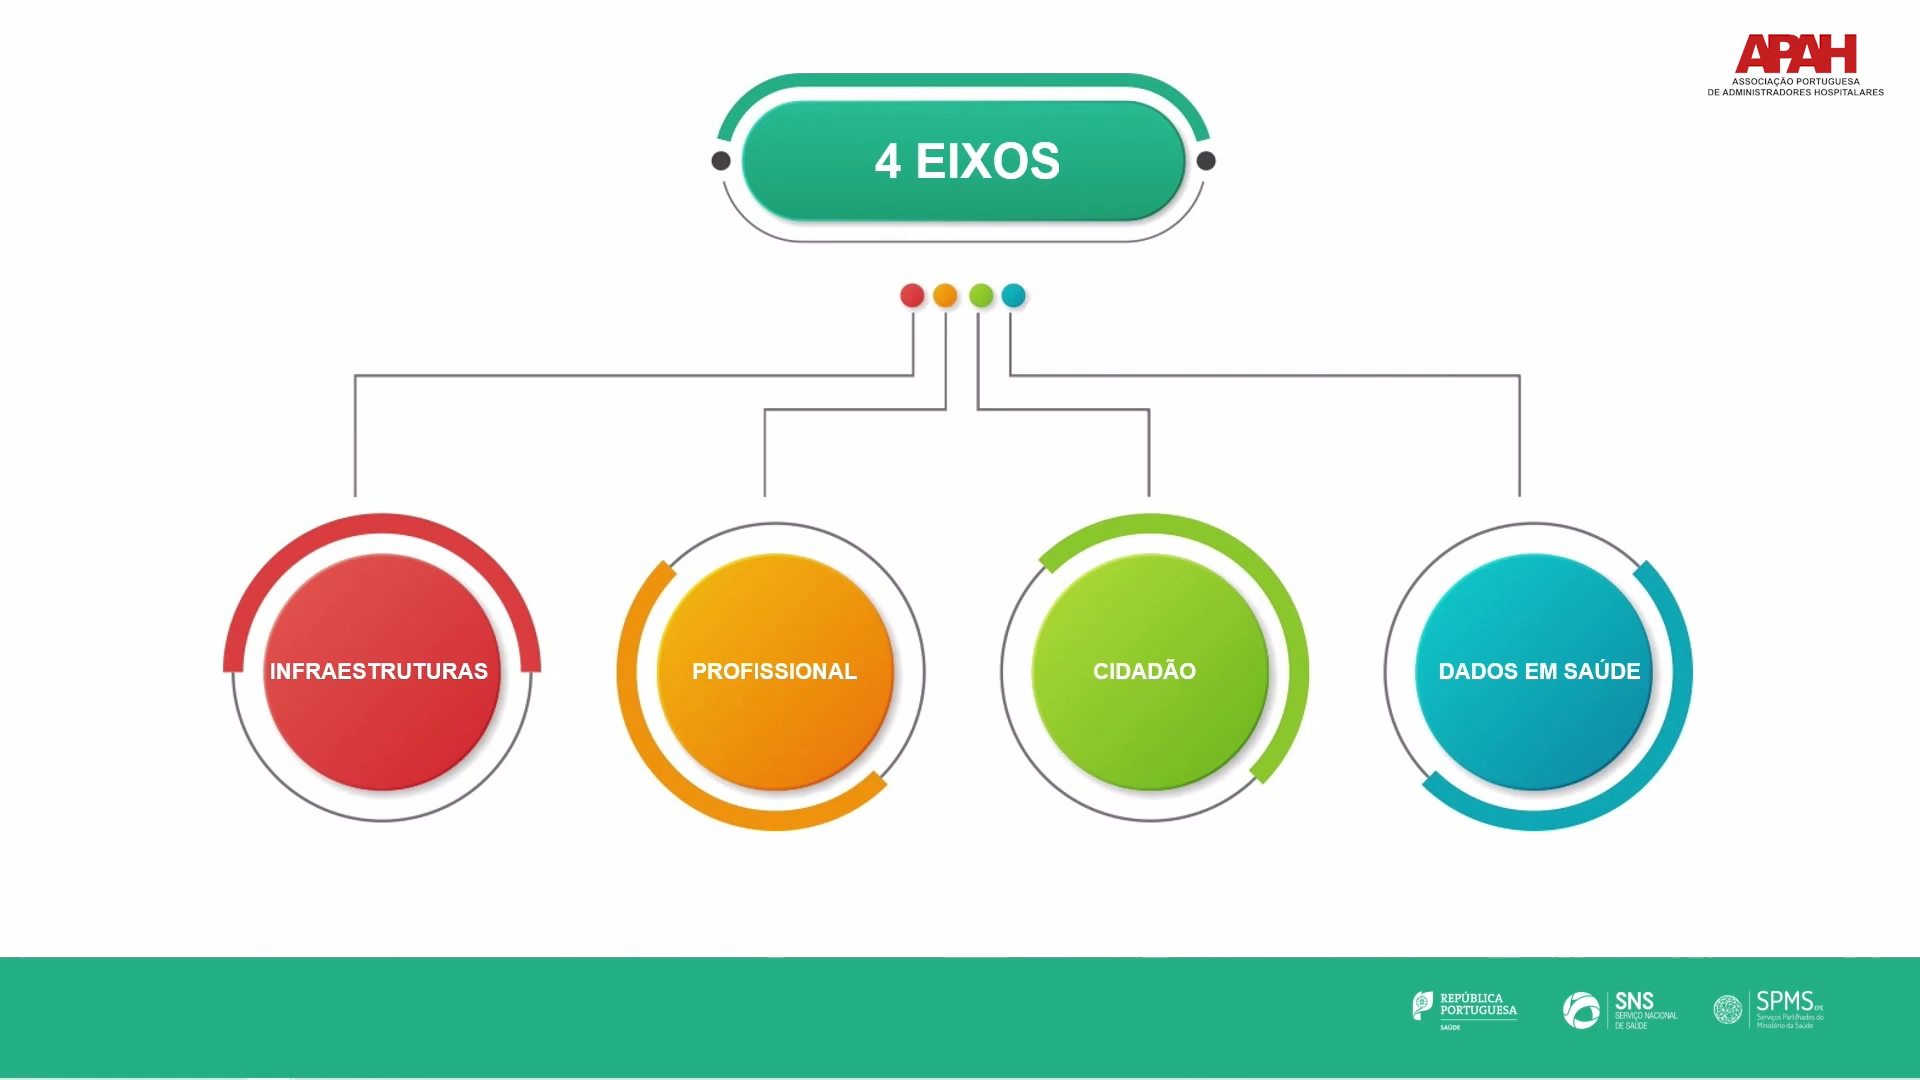 APAH
ASSOCIAÇÃO PORTUGUESA
DE ADMINISTRADORES HOSPITALARES
4 EIXOS
INFRAESTRUTURAS
PROFISSIONAL
CIDADÃO
DADOS EM SAÚDE
REPÚBLICA
PORTUGUESA
SAÚDE
SNS
SERVIÇO NACIONAL
DE SAÚDE
SPMS EPE
Serviços Partilhados do
Ministério da Saúde